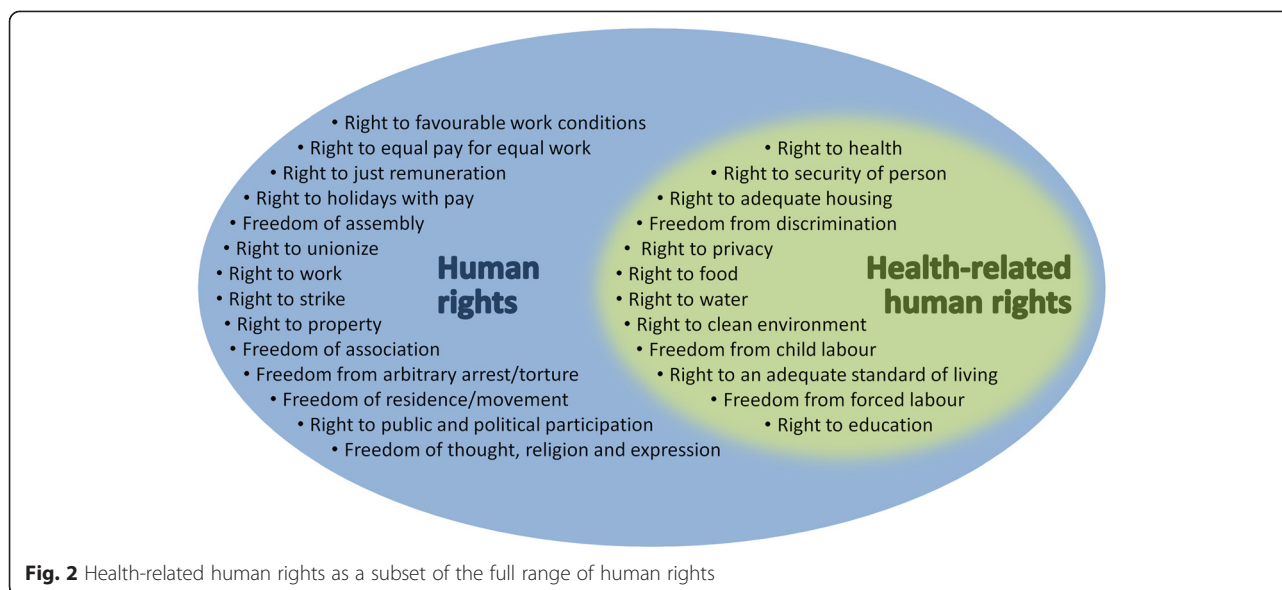 • Right to favourable work conditions
• Right to equal pay for equal work
• Right to just remuneration
• Right to holidays with pay
• Freedom of assembly
• Right to unionize
• Right to work
• Right to strike
• Right to property
• Freedom of association
• Freedom from arbitrary arrest/torture
• Freedom of residence/movement
• Right to public and political participation
• Freedom of thought, religion and expression
Human
rights
• Right to health
• Right to security of person
• Right to adequate housing
• Freedom from discrimination
• Right to privacy
• Right to food
• Right to water
• Right to clean environment
• Freedom from child labour
• Right to an adequate standard of living
• Freedom from forced labour
• Right to education
Health-related
human rights
Fig. 2 Health-related human rights as a subset of the full range of human rights